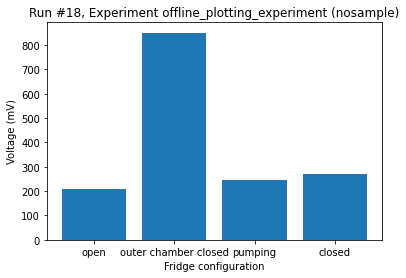 Run #18, Experiment offline_plotting_experiment (nosample)
Voltage (mV)
800
700
600
500
400
300
200
100
0
open outer chamber closed pumping closed
Fridge configuration